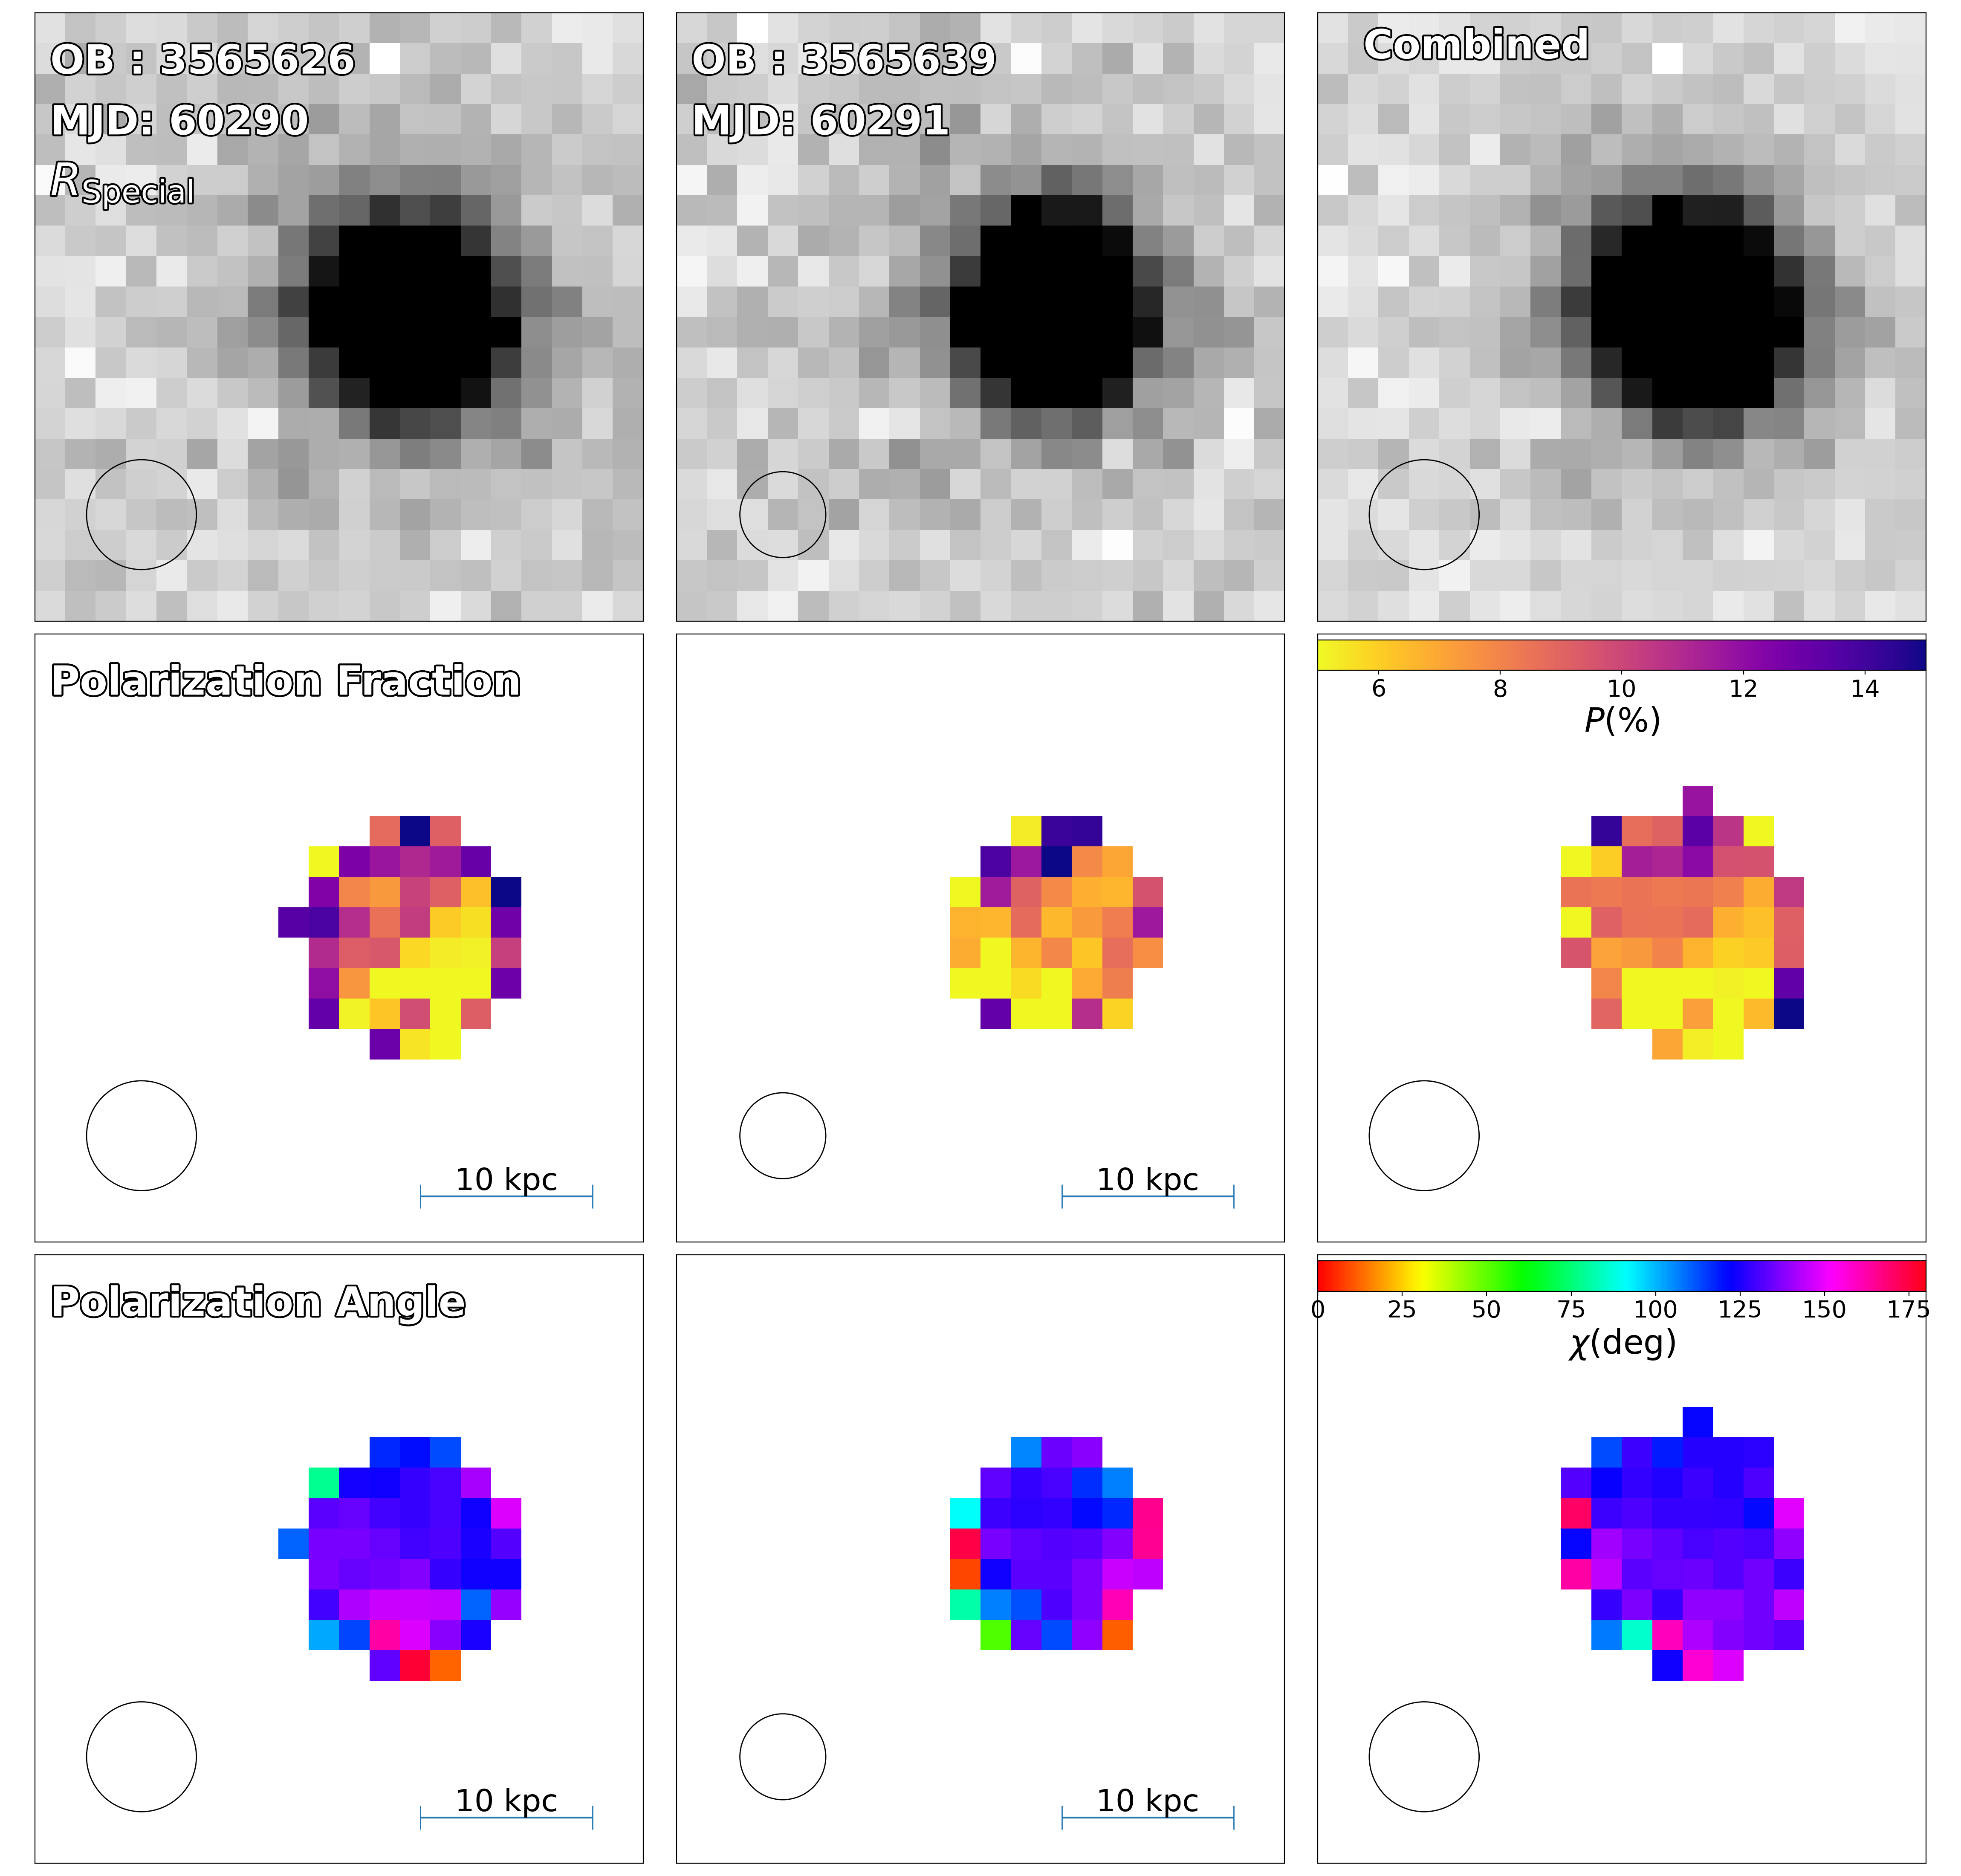 OB : 3565626
MJD: 60290
RSpecial
OB : 3565639
MJD: 60291
Combined
Polarization Fraction
10 kpc
10 kpc
6 8 10 12 14
P(%)
Polarization Angle
10 kpc
10 kpc
0 25 50 75 100 125 150 175
χ(deg)